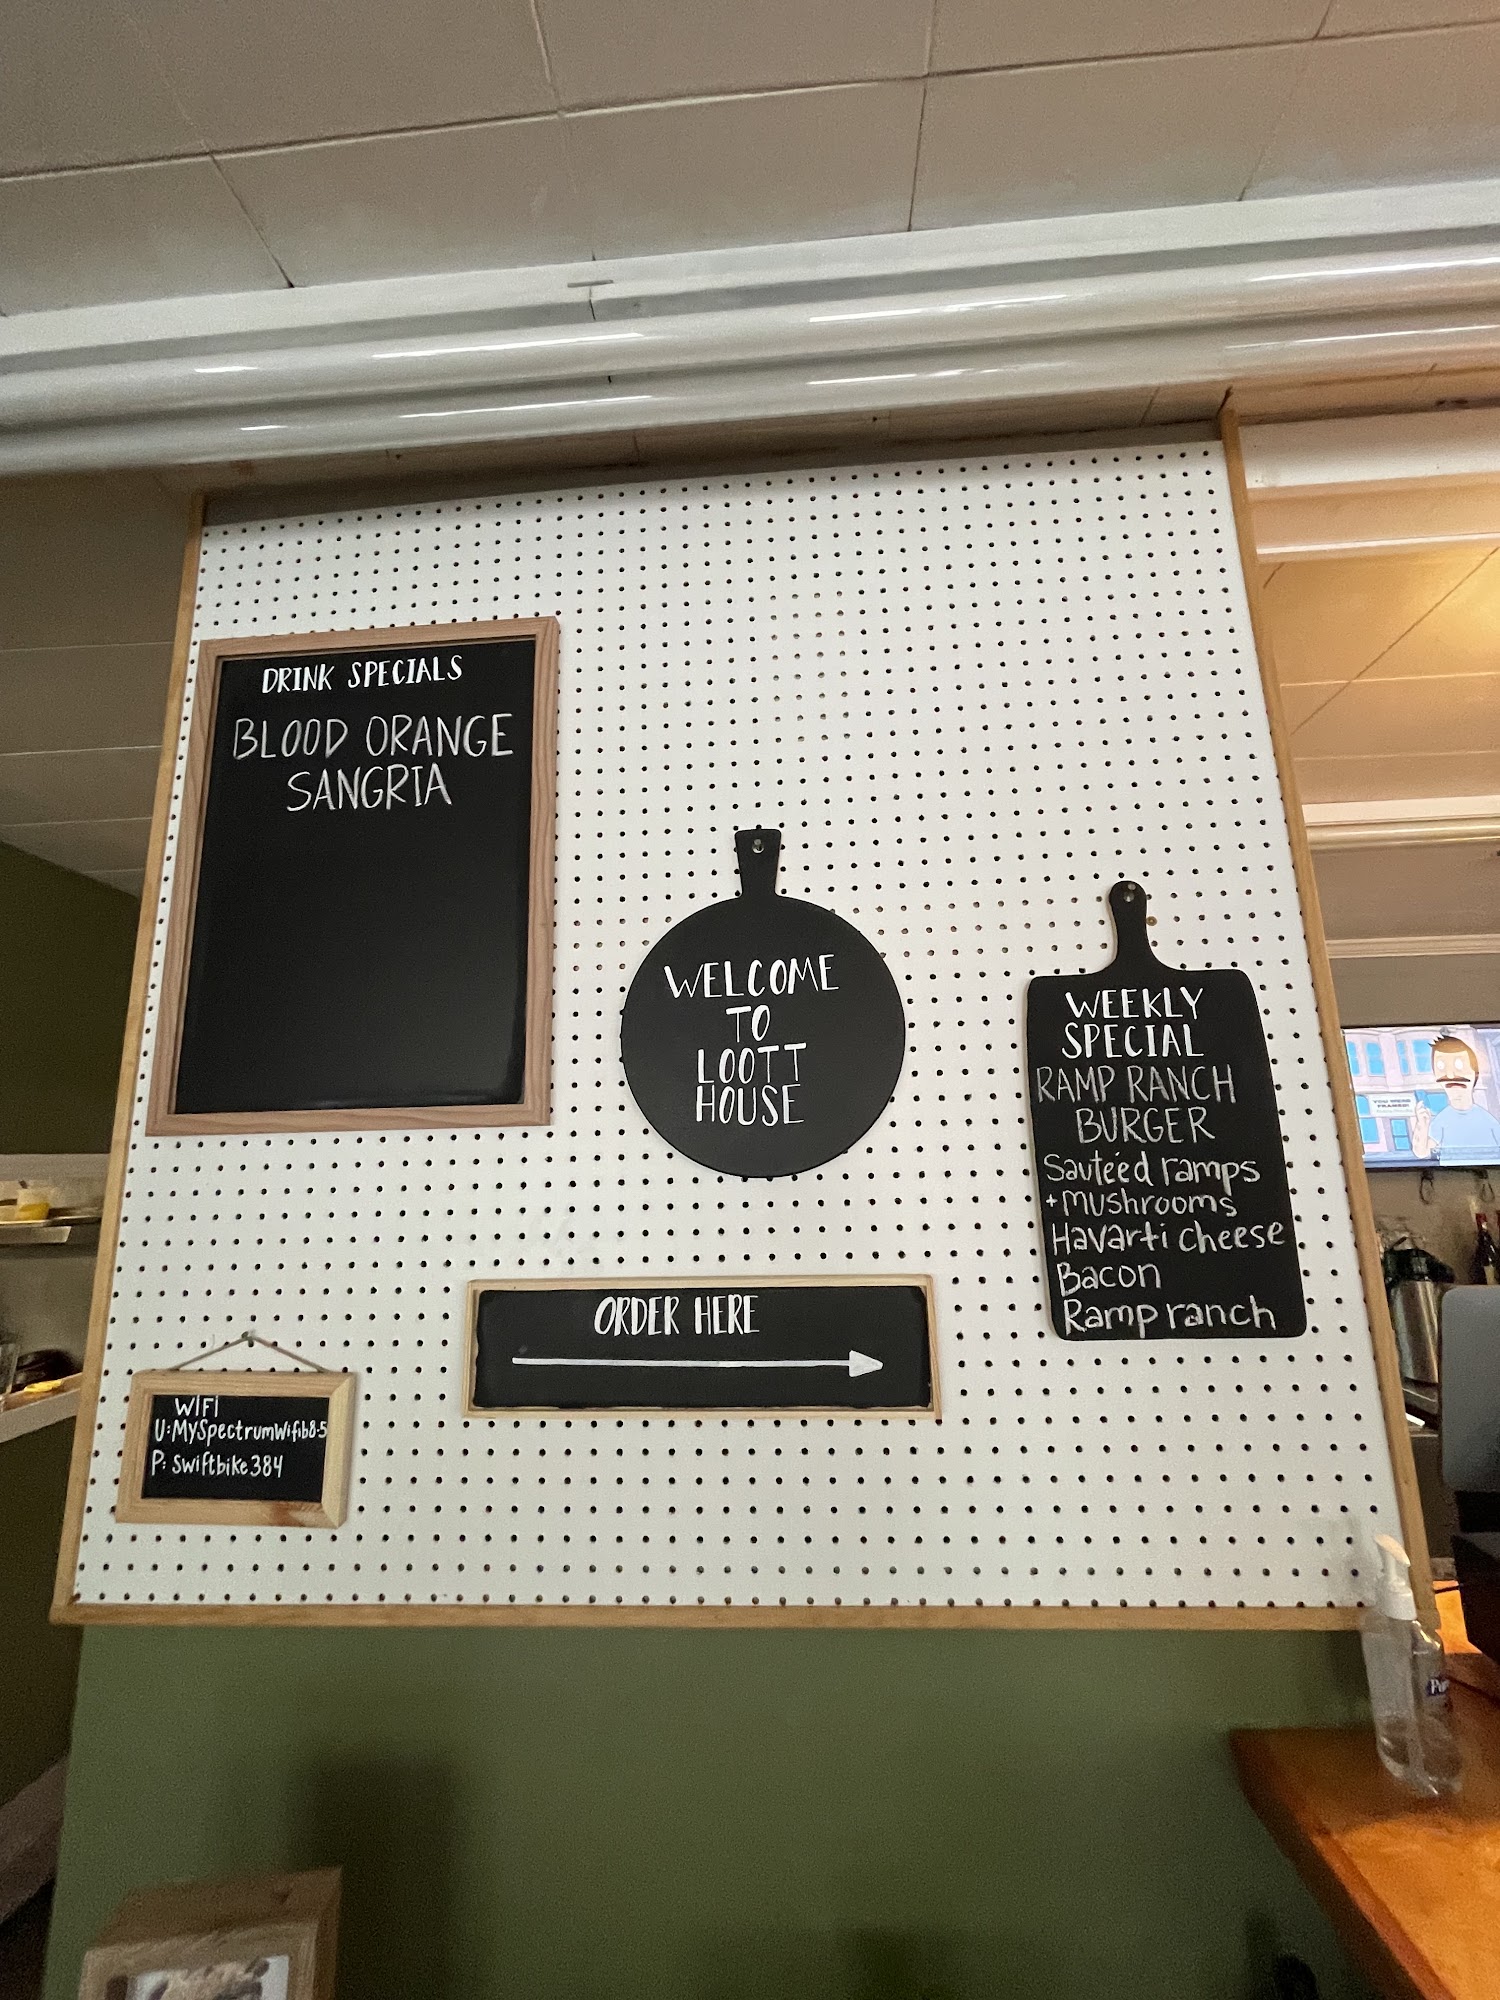 DRINK SPECIALS
BLOOD ORANGE
SANGRIA
WELCOME
TO
LOOTT
HOUSE
WEEKLY
SPECIAL
RAMP RANCH
BURGER
Sauteéd ramps
+ mushrooms
Havarti cheese
Bacon
Ramp ranch
ORDER HERE
WIFI
U: MySpectrumWifib8-5
P: swiftbike384